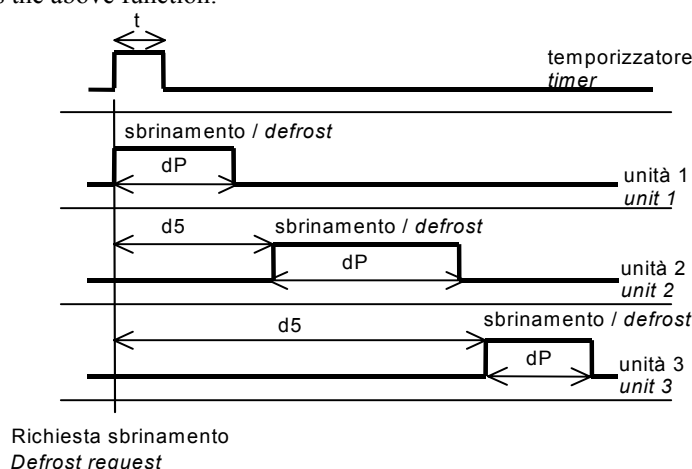 s the above function.
t
temporizzatore
timer
sbrinamento / defrost
dP
unità 1
unit 1
d5
sbrinamento / defrost
dP
unità 2
unit 2
d5
sbrinamento / defrost
dP
unità 3
unit 3
Richiesta sbrinamento
Defrost request